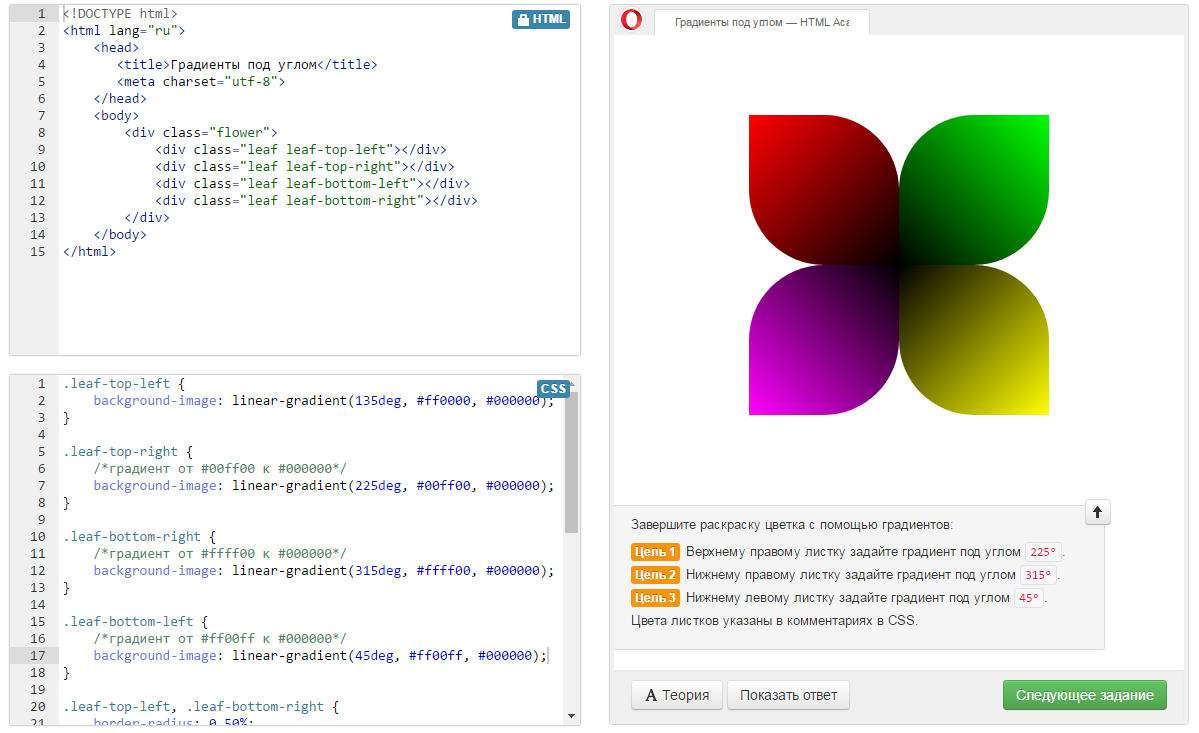 1 <!DOCTYPE html>
HTML
2 <html lang="ru">
3 <head>
4 <title>Градиенты под углом</title>
5 <meta charset="utf-8">
6 </head>
7 <body>
8 <div class="flower">
9 <div class="leaf leaf-top-left"></div>
10 <div class="leaf leaf-top-right"></div>
11 <div class="leaf leaf-bottom-left"></div>
12 <div class="leaf leaf-bottom-right"></div>
13 </div>
14 </body>
15 </html>
CSS
1 .leaf-top-left {
2 background-image: linear-gradient(135deg, #ff0000, #000000);
3 }
4
5 .leaf-top-right {
6 /*градиент от #00ff00 к #000000*/
7 background-image: linear-gradient(225deg, #00ff00, #000000);
8 }
9
10 .leaf-bottom-right {
11 /*градиент от #ffff00 к #000000*/
12 background-image: linear-gradient(315deg, #ffff00, #000000);
13 }
14
15 .leaf-bottom-left {
16 /*градиент от #ff00ff к #000000*/
17 background-image: linear-gradient(45deg, #ff00ff, #000000);
18 }
19
20 .leaf-top-left, .leaf-bottom-right {
21 border-radius: 0 50%;
Градиенты под углом — HTML Aca
Завершите раскраску цветка с помощью градиентов:
Цель 1 Верхнему правому листку задайте градиент под углом 225°.
Цель 2 Нижнему правому листку задайте градиент под углом 315°.
Цель 3 Нижнему левому листку задайте градиент под углом 45°.
Цвета листков указаны в комментариях в CSS.
A Теория
Показать ответ
Следующее задание